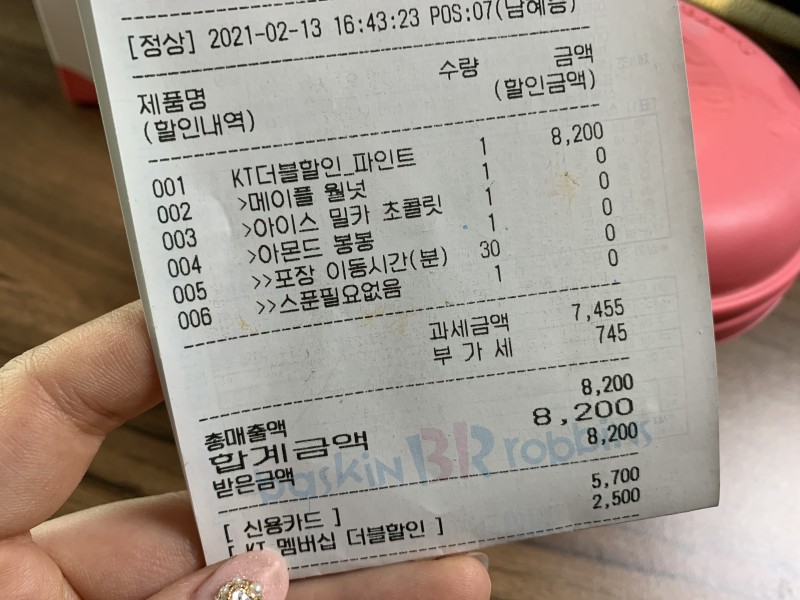 [정상] 2021-02-13 16:43:23 POS:07(남혜승)
제품명 수량 금액
(할인내역) (할인금액)
001 KT더블할인_파인트 1 8,200
002 >메이플 월넛 1 0
003 >아이스 밀카 초콜릿 1 0
004 >아몬드 봉봉 1 0
005 >>포장 이동시간(분) 30 0
006 >>스푼필요없음 1 0
과세금액 7,455
부 가 세 745
총매출액 8,200
합계금액 8,200
받은금액 8,200
baskin BR robbins
[ 신용카드 ] 5,700
[ KT 멤버십 더블할인 ] 2,500